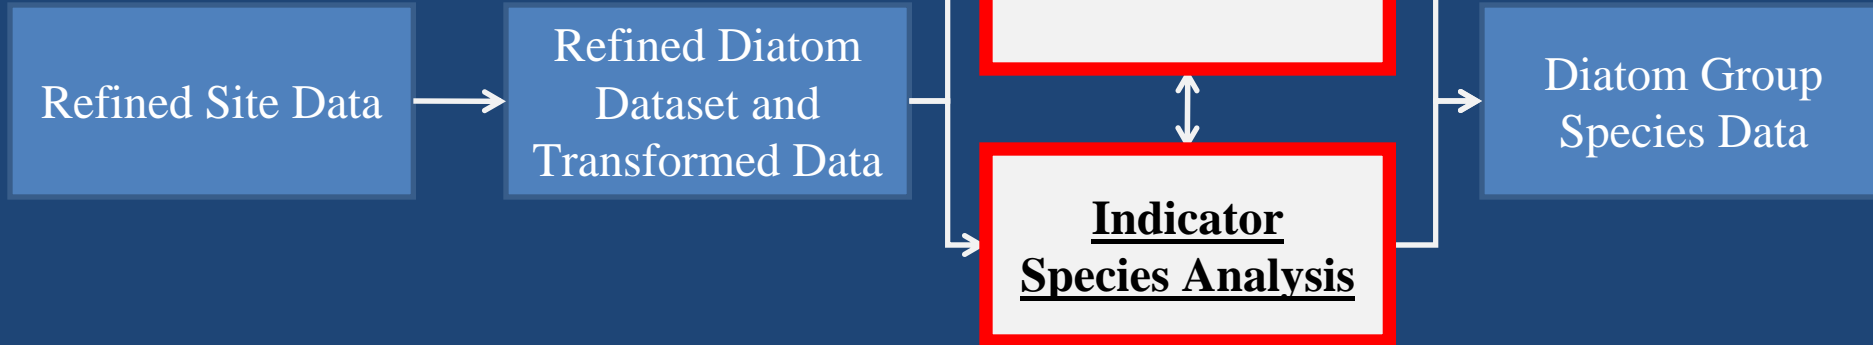 Refined Site Data
Refined Diatom
Dataset and
Transformed Data
Indicator
Species Analysis
Diatom Group
Species Data